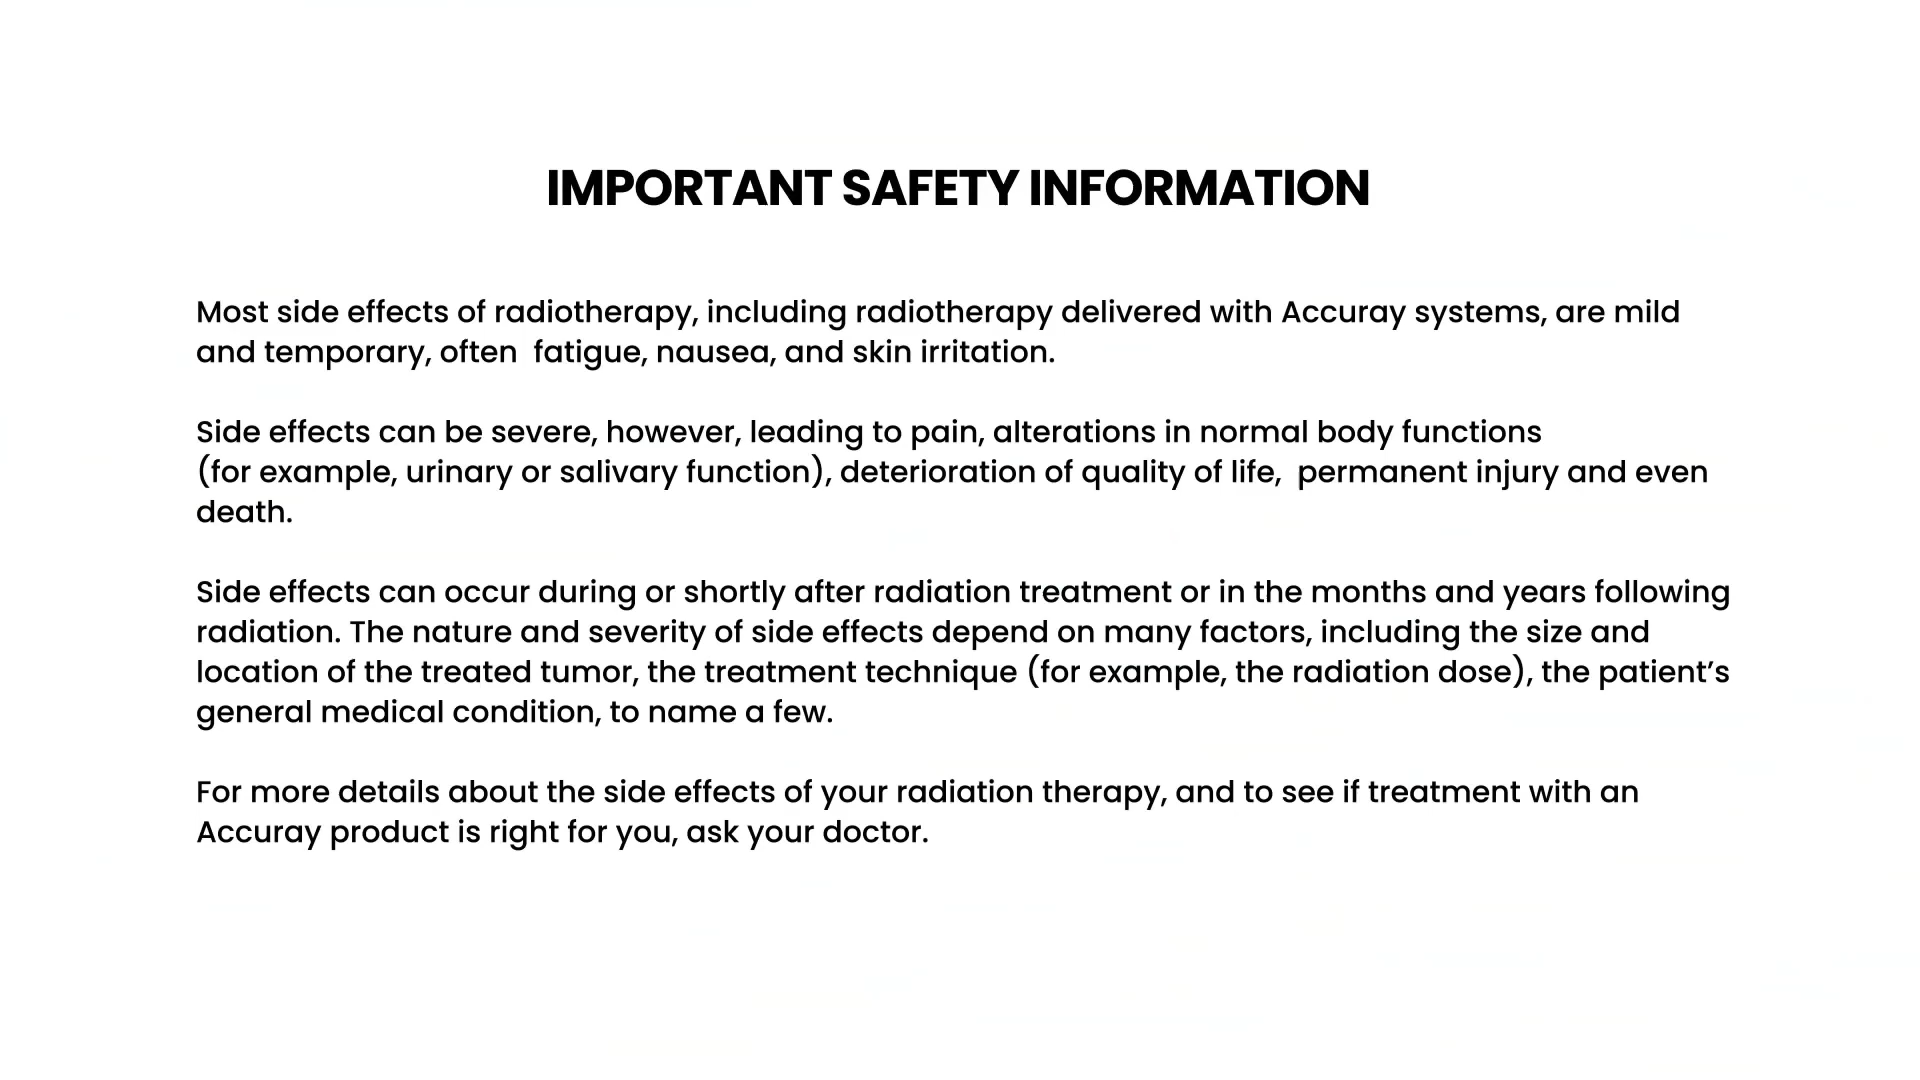 IMPORTANT SAFETY INFORMATION
Most side effects of radiotherapy, including radiotherapy delivered with Accuray systems, are mild
and temporary, often  fatigue, nausea, and skin irritation.
Side effects can be severe, however, leading to pain, alterations in normal body functions
(for example, urinary or salivary function), deterioration of quality of life,  permanent injury and even
death.
Side effects can occur during or shortly after radiation treatment or in the months and years following
radiation. The nature and severity of side effects depend on many factors, including the size and
location of the treated tumor, the treatment technique (for example, the radiation dose), the patient’s
general medical condition, to name a few.
For more details about the side effects of your radiation therapy, and to see if treatment with an
Accuray product is right for you, ask your doctor.